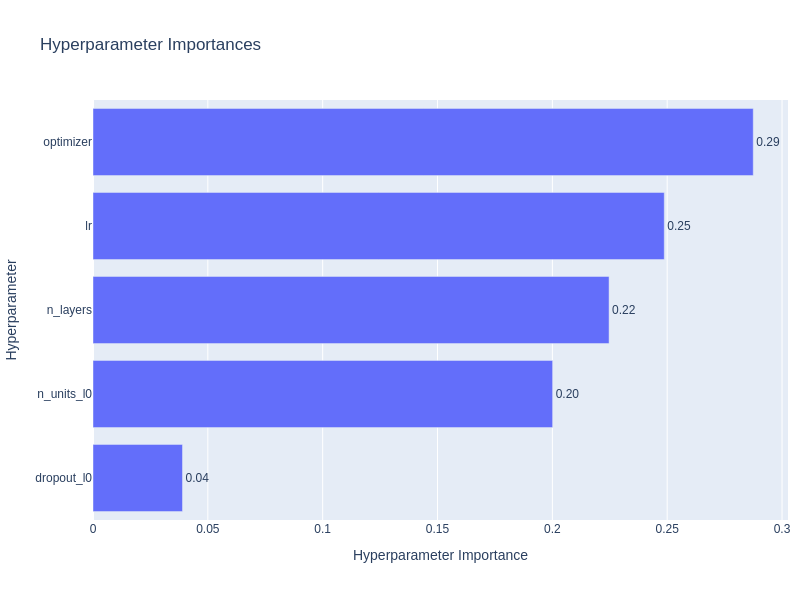 Hyperparameter Importances
Hyperparameter
optimizer
0.29
lr
0.25
n_layers
0.22
n_units_l0
0.20
dropout_l0
0.04
0 0.05 0.1 0.15 0.2 0.25 0.3
Hyperparameter Importance